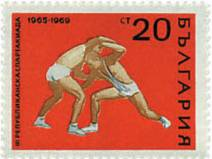 1965-1969
СТ 20
БЪЛГАРИЯ
III РЕПУБЛИКАНСКА СПАРТАКИАДА